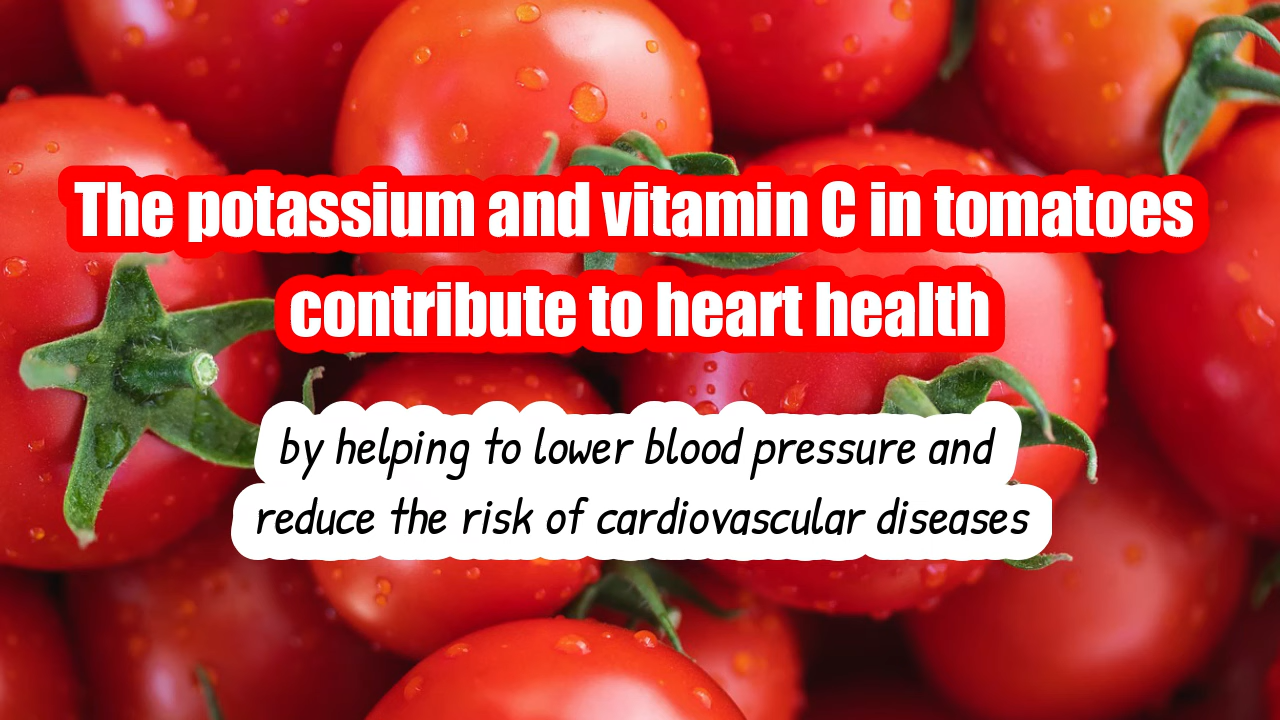 The potassium and vitamin C in tomatoes
contribute to heart health
by helping to lower blood pressure and
reduce the risk of cardiovascular diseases